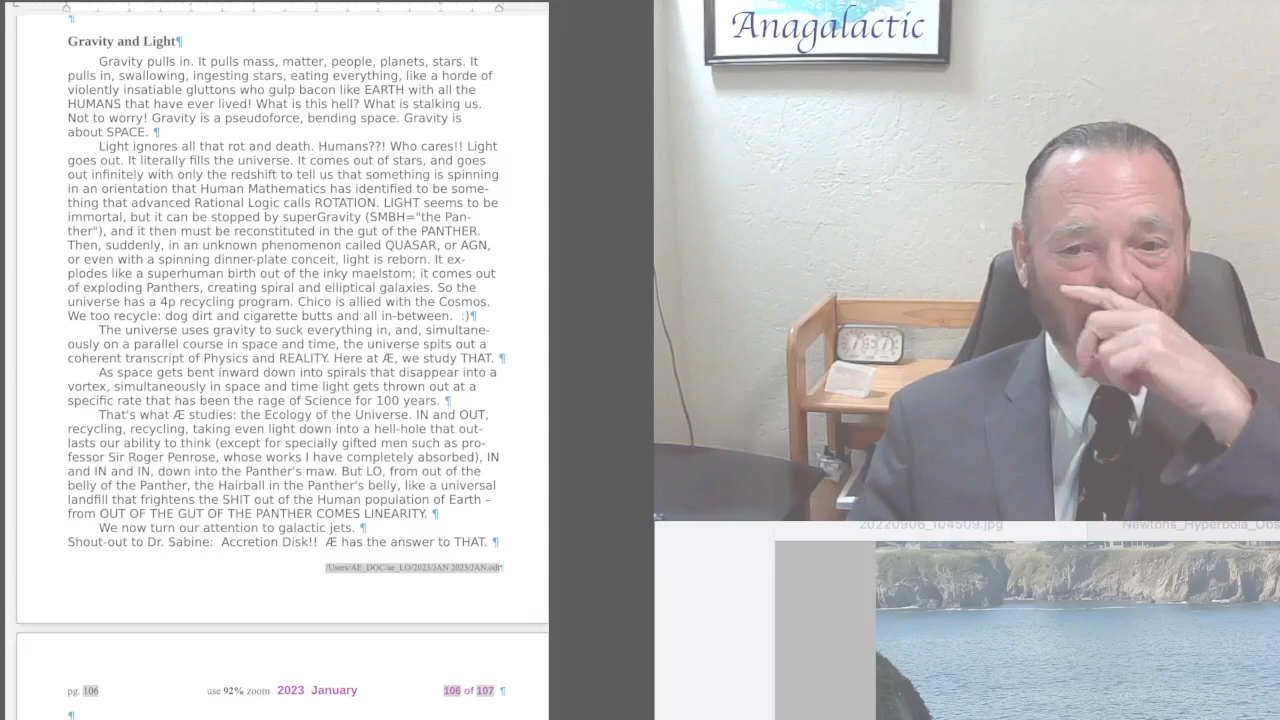 ¶
Gravity and Light¶
Gravity pulls in. It pulls mass, matter, people, planets, stars. It
pulls in, swallowing, ingesting stars, eating everything, like a horde of
violently insatiable gluttons who gulp bacon like EARTH with all the
HUMANS that have ever lived! What is this hell? What is stalking us.
Not to worry! Gravity is a pseudoforce, bending space. Gravity is
about SPACE. ¶
Light ignores all that rot and death. Humans??! Who cares!! Light
goes out. It literally fills the universe. It comes out of stars, and goes
out infinitely with only the redshift to tell us that something is spinning
in an orientation that Human Mathematics has identified to be some-
thing that advanced Rational Logic calls ROTATION. LIGHT seems to be
immortal, but it can be stopped by superGravity (SMBH="the Pan-
ther"), and it then must be reconstituted in the gut of the PANTHER.
Then, suddenly, in an unknown phenomenon called QUASAR, or AGN,
or even with a spinning dinner-plate conceit, light is reborn. It ex-
plodes like a superhuman birth out of the inky maelstom; it comes out
of exploding Panthers, creating spiral and elliptical galaxies. So the
universe has a 4p recycling program. Chico is allied with the Cosmos.
We too recycle: dog dirt and cigarette butts and all in-between. :)¶
The universe uses gravity to suck everything in, and, simultane-
ously on a parallel course in space and time, the universe spits out a
coherent transcript of Physics and REALITY. Here at Æ, we study THAT. ¶
As space gets bent inward down into spirals that disappear into a
vortex, simultaneously in space and time light gets thrown out at a
specific rate that has been the rage of Science for 100 years. ¶
That's what Æ studies: the Ecology of the Universe. IN and OUT,
recycling, recycling, taking even light down into a hell-hole that out-
lasts our ability to think (except for specially gifted men such as pro-
fessor Sir Roger Penrose, whose works I have completely absorbed), IN
and IN and IN, down into the Panther's maw. But LO, from out of the
belly of the Panther, the Hairball in the Panther's belly, like a universal
landfill that frightens the SHIT out of the Human population of Earth –
from OUT OF THE GUT OF THE PANTHER COMES LINEARITY. ¶
We now turn our attention to galactic jets. ¶
Shout-out to Dr. Sabine: Accretion Disk!! Æ has the answer to THAT. ¶
/Users/AE_DOC/ae_LO/2023/JAN 2023/JAN.odt¶
pg. 106 use 92% zoom 2023 January 106 of 107 ¶
¶
Anagalactic
20220906_104509.jpg Newtons_Hyperbola_Obs